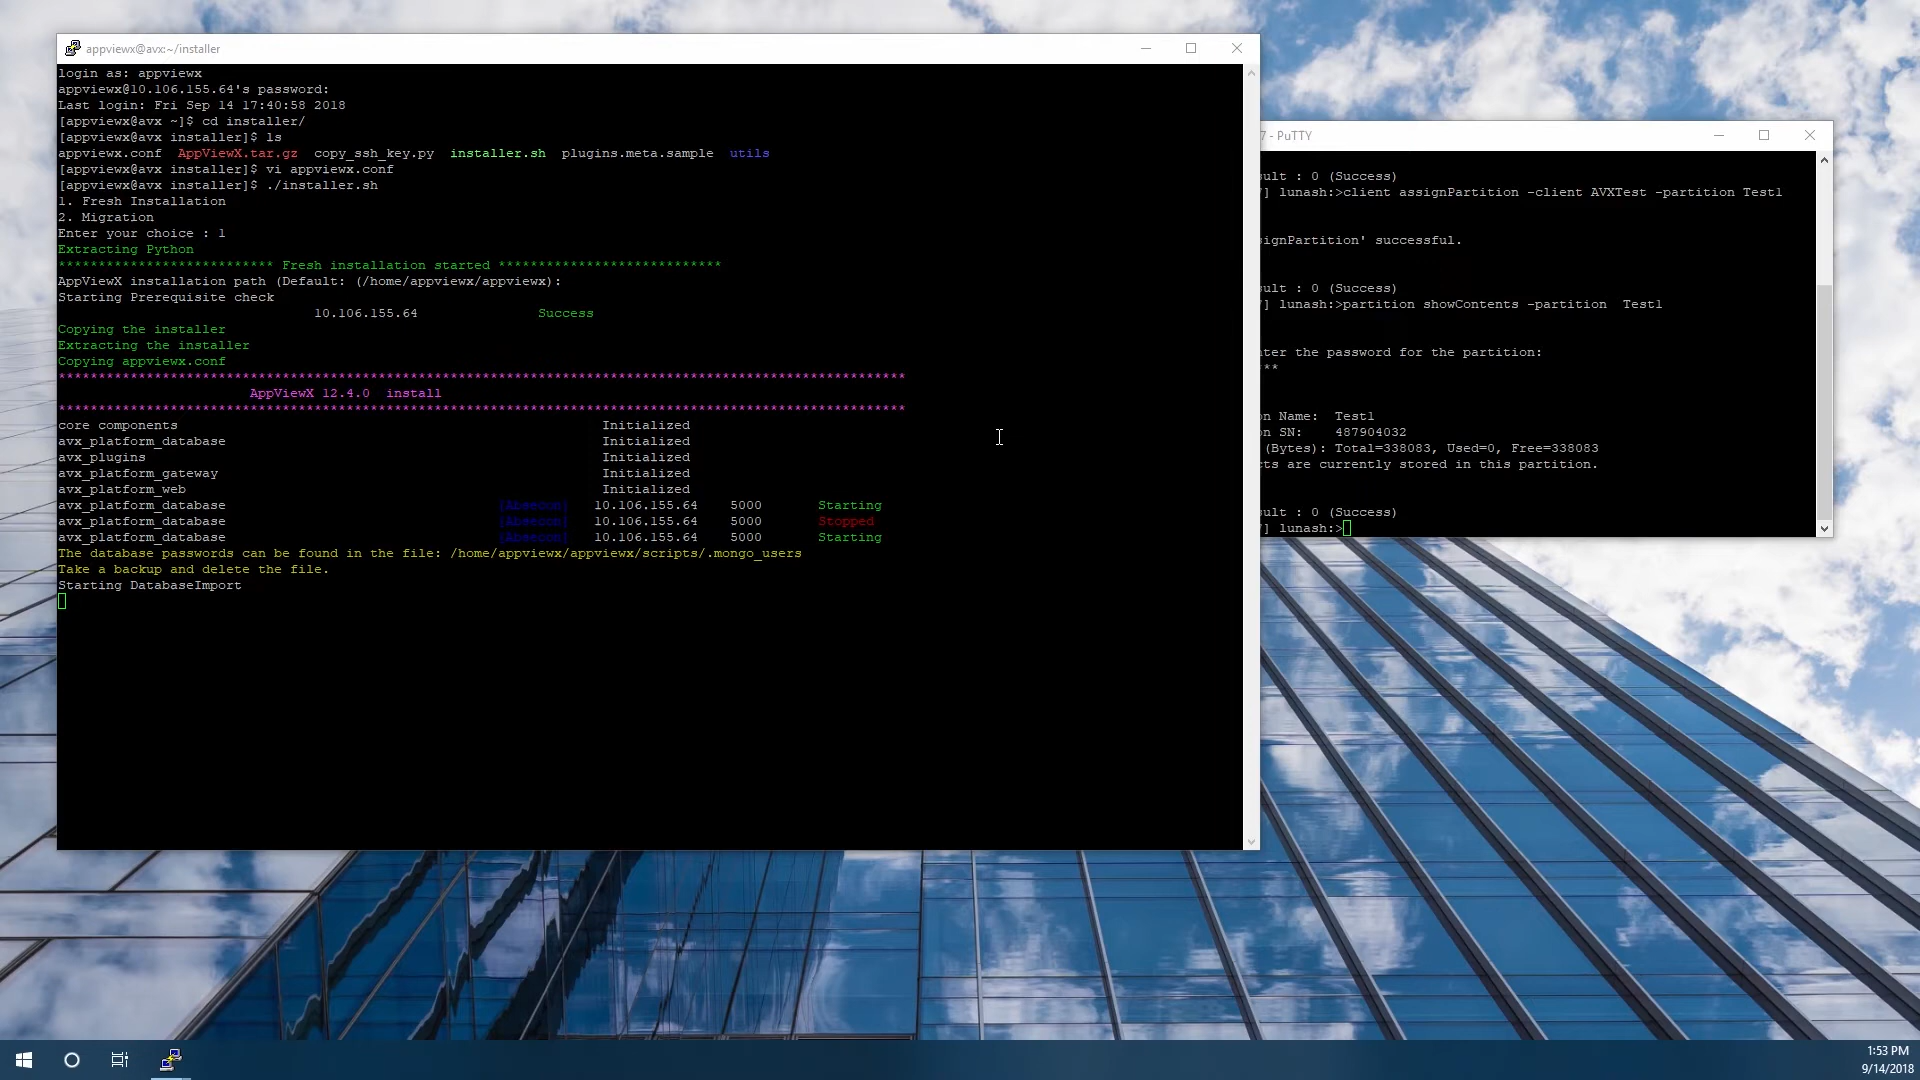 appviewx@avx:~/installer
login as: appviewx
appviewx@10.106.155.64's password:
Last login: Fri Sep 14 17:40:58 2018
[appviewx@avx ~]$ cd installer/
[appviewx@avx installer]$ ls
appviewx.conf  AppViewX.tar.gz  copy_ssh_key.py  installer.sh  plugins.meta.sample  utils
[appviewx@avx installer]$ vi appviewx.conf
[appviewx@avx installer]$ ./installer.sh
1. Fresh Installation
2. Migration
Enter your choice : 1
Extracting Python
*************************** Fresh installation started ****************************
AppViewX installation path (Default: (/home/appviewx/appviewx):
Starting Prerequisite check
10.106.155.64 Success
Copying the installer
Extracting the installer
Copying appviewx.conf
**********************************************************************************************************
AppViewX 12.4.0  install
**********************************************************************************************************
core components Initialized
avx_platform_database Initialized
avx_plugins Initialized
avx_platform_gateway Initialized
avx_platform_web Initialized
avx_platform_database [Absecon] 10.106.155.64 5000 Starting
avx_platform_database [Absecon] 10.106.155.64 5000 Stopped
avx_platform_database [Absecon] 10.106.155.64 5000 Starting
The database passwords can be found in the file: /home/appviewx/appviewx/scripts/.mongo_users
Take a backup and delete the file.
Starting DatabaseImport
7 - PuTTY
ult : 0 (Success)
] lunash:>client assignPartition -client AVXTest -partition Test1
ignPartition' successful.
ult : 0 (Success)
] lunash:>partition showContents -partition  Test1
ter the password for the partition:
**
on Name:  Test1
on SN:    487904032
(Bytes): Total=338083, Used=0, Free=338083
cts are currently stored in this partition.
ult : 0 (Success)
] lunash:>
1:53 PM
9/14/2018